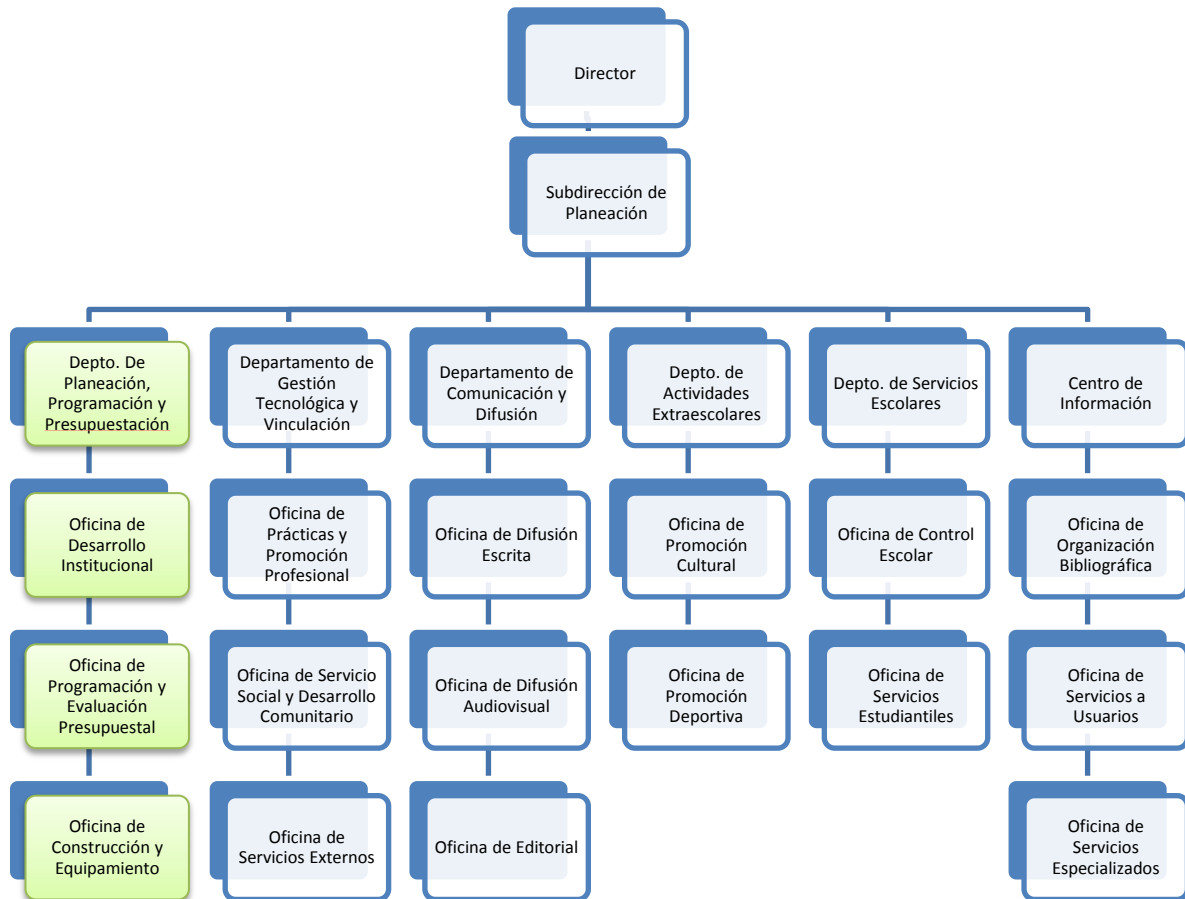 Director
Subdirección de
Planeación
Depto. De
Planeación,
Programación y
Presupuestación
Departamento de
Gestión
Tecnológica y
Vinculación
Departamento de
Comunicación y
Difusión
Depto. de
Actividades
Extraescolares
Depto. de Servicios
Escolares
Centro de
Información
Oficina de
Desarrollo
Institucional
Oficina de
Prácticas y
Promoción
Profesional
Oficina de Difusión
Escrita
Oficina de
Promoción
Cultural
Oficina de Control
Escolar
Oficina de
Organización
Bibliográfica
Oficina de
Programación y
Evaluación
Presupuestal
Oficina de Servicio
Social y Desarrollo
Comunitario
Oficina de Difusión
Audiovisual
Oficina de
Promoción
Deportiva
Oficina de
Servicios
Estudiantiles
Oficina de
Servicios a
Usuarios
Oficina de
Construcción y
Equipamiento
Oficina de
Servicios Externos
Oficina de Editorial
Oficina de
Servicios
Especializados